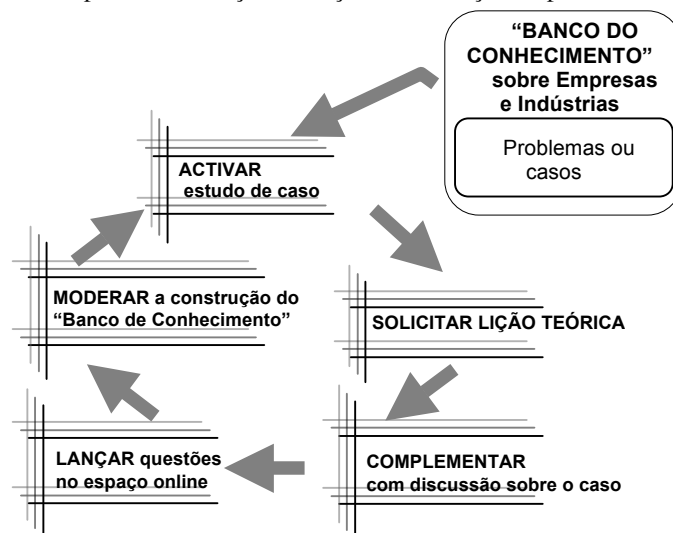 “BANCO DO
CONHECIMENTO”
sobre Empresas
e Indústrias
Problemas ou
casos
ACTIVAR
estudo de caso
MODERAR a construção do
“Banco de Conhecimento”
SOLICITAR LIÇÃO TEÓRICA
LANÇAR questões
no espaço online
COMPLEMENTAR
com discussão sobre o caso